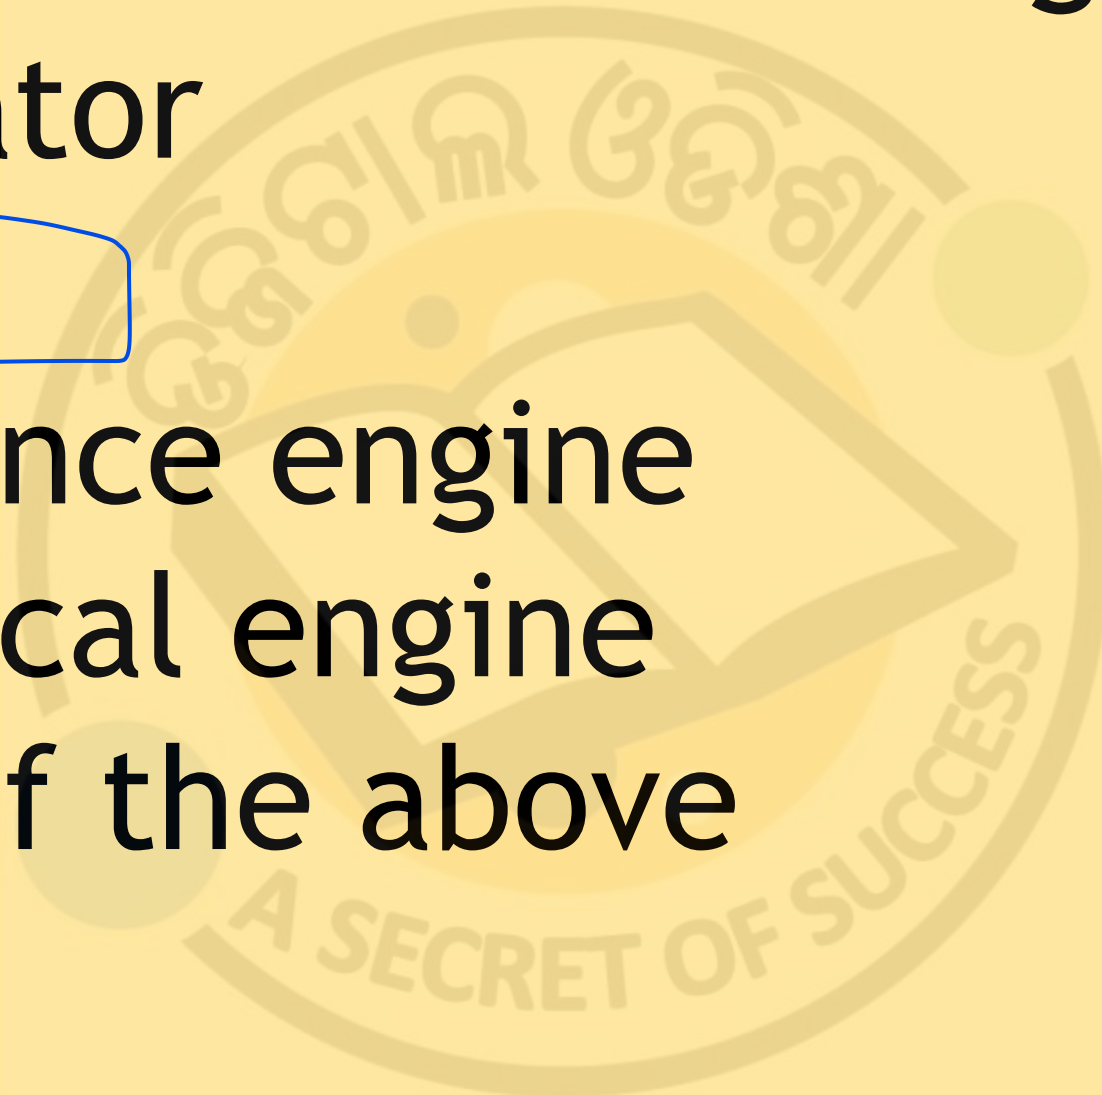 ator
nce engine
cal engine
f the above
A SECRET OF SUCCESS